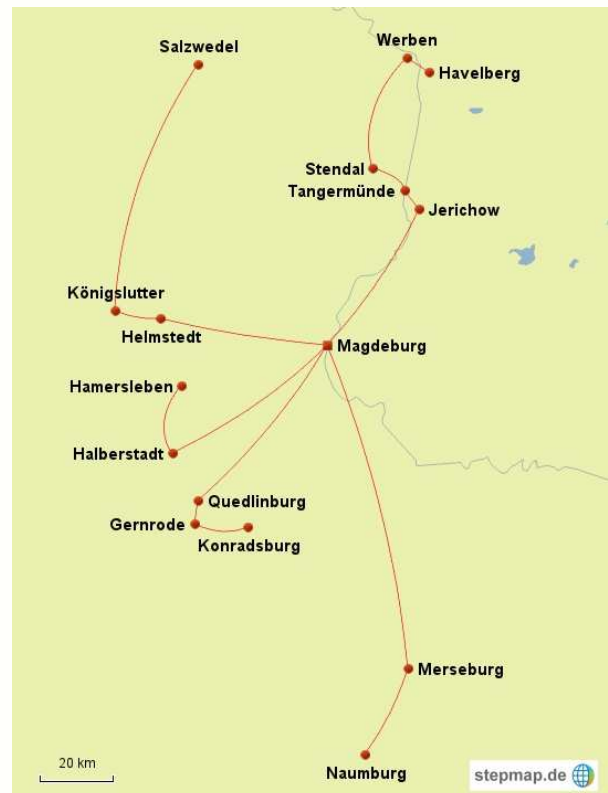 Werben
Salzwedel
Havelberg
Stendal
Tangermünde
Jerichow
Königslutter
Helmstedt
Magdeburg
Hamersleben
Halberstadt
Quedlinburg
Gernrode
Konradsburg
Merseburg
Naumburg
20 km
stepmap.de